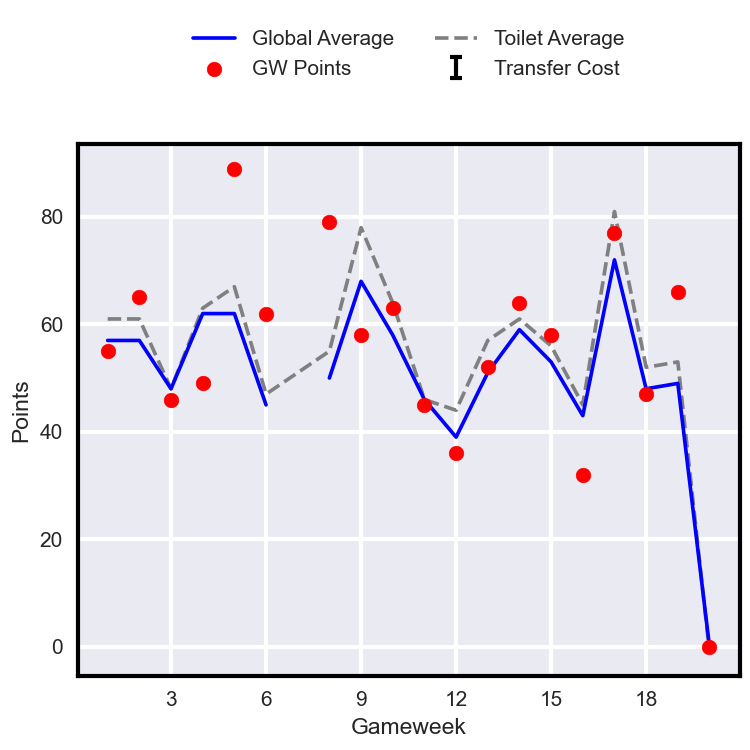 Global Average
Toilet Average
GW Points
Transfer Cost
80
60
40
20
0
Points
3
6
9
12
15
18
Gameweek